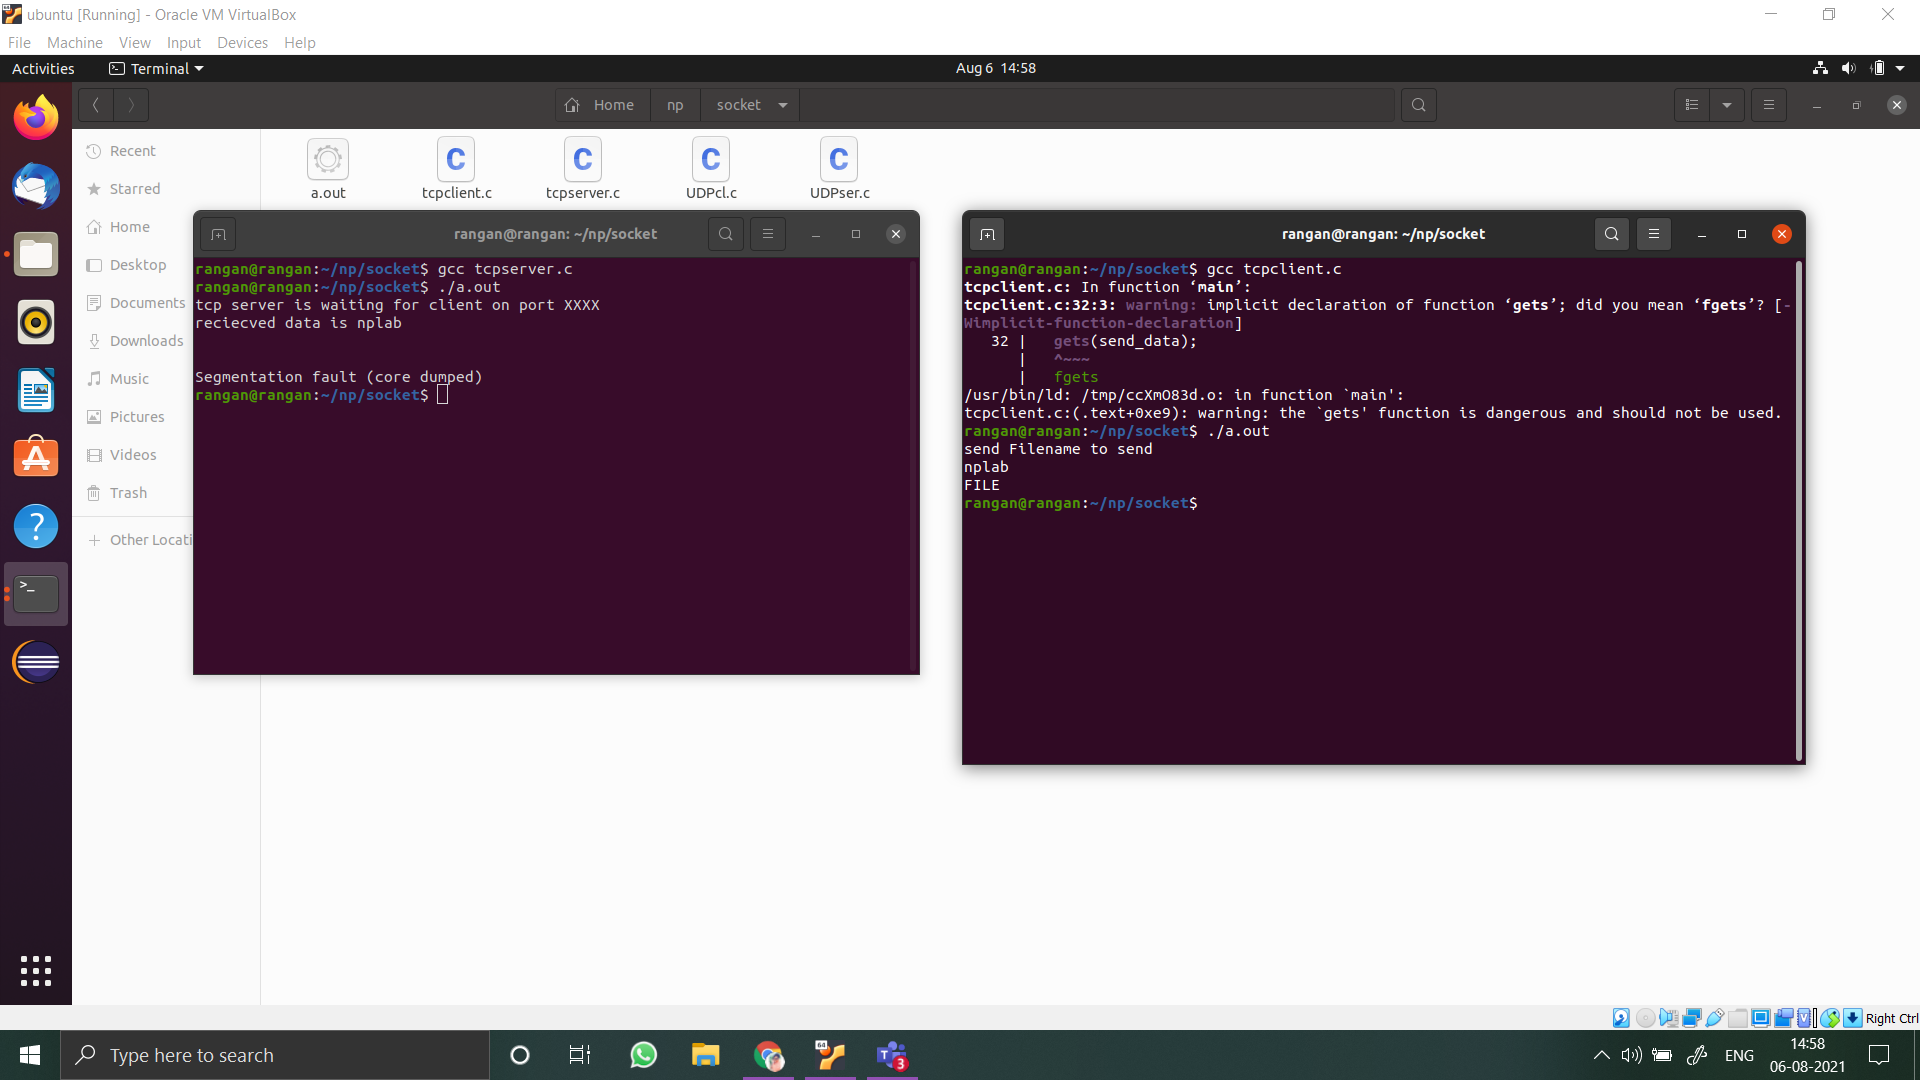 ubuntu [Running] - Oracle VM VirtualBox
File Machine View Input Devices Help
Activities Terminal Aug 6 14:58
Home np socket
Recent
Starred
Home
Desktop
Documents
Downloads
Music
Pictures
Videos
Trash
Other Locati
a.out tcpclient.c tcpserver.c UDPcl.c UDPser.c
rangan@rangan: ~/np/socket
rangan@rangan:~/np/socket$ gcc tcpserver.c
rangan@rangan:~/np/socket$ ./a.out
tcp server is waiting for client on port XXXX
reciecved data is nplab
Segmentation fault (core dumped)
rangan@rangan:~/np/socket$
rangan@rangan: ~/np/socket
rangan@rangan:~/np/socket$ gcc tcpclient.c
tcpclient.c: In function ‘main’:
tcpclient.c:32:3: warning: implicit declaration of function ‘gets’; did you mean ‘fgets’? [-
Wimplicit-function-declaration]
32 | gets(send_data);
| ^~~~
| fgets
/usr/bin/ld: /tmp/ccXmO83d.o: in function `main':
tcpclient.c:(.text+0xe9): warning: the `gets' function is dangerous and should not be used.
rangan@rangan:~/np/socket$ ./a.out
send Filename to send
nplab
FILE
rangan@rangan:~/np/socket$
Right Ctrl
Type here to search
64
3
ENG
14:58
06-08-2021